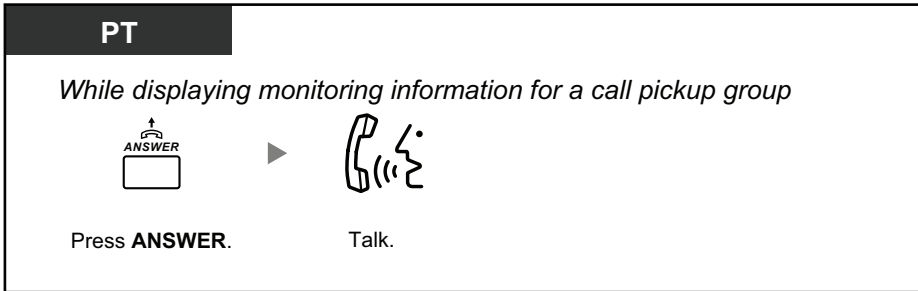 PT
While displaying monitoring information for a call pickup group
ANSWER
Press ANSWER.
Talk.